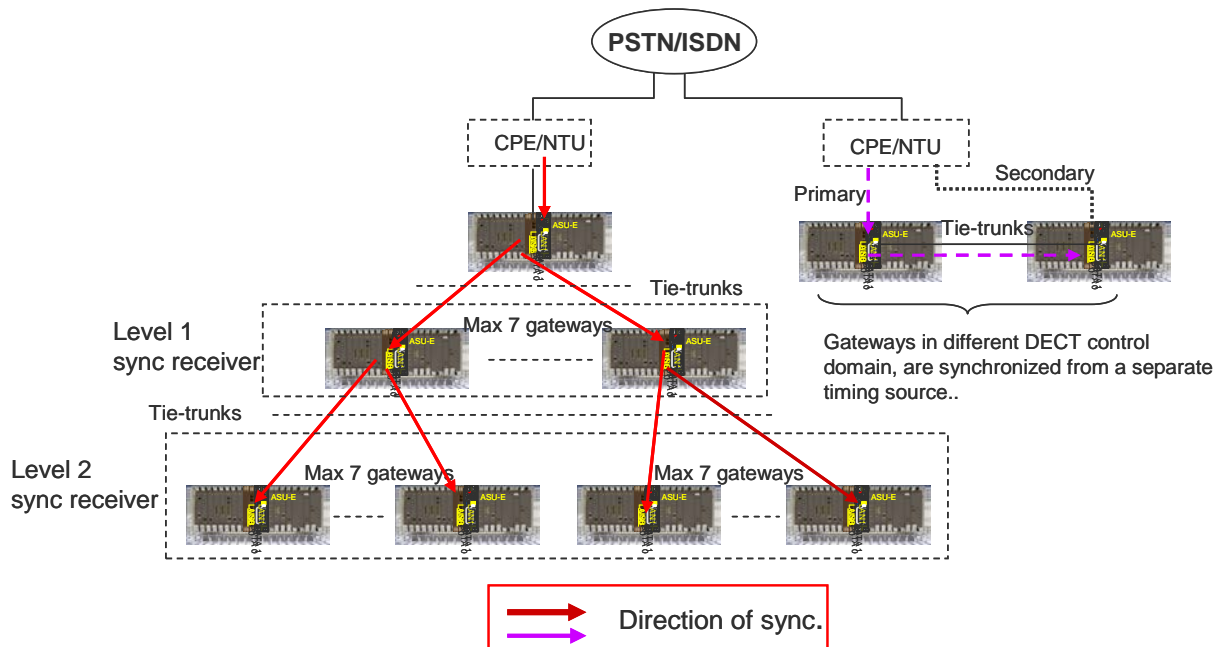 PSTN/ISDN
CPE/NTU
CPE/NTU
Secondary
Primary
ASU-E
ASU-E
Tie-trunks
ASU-E
Tie-trunks
Level 1
sync receiver
Max 7 gateways
ASU-E
ASU-E
Gateways in different DECT control
domain, are synchronized from a separate
timing source..
Tie-trunks
Level 2
sync receiver
Max 7 gateways
Max 7 gateways
ASU-E
ASU-E
ASU-E
ASU-E
Direction of sync.